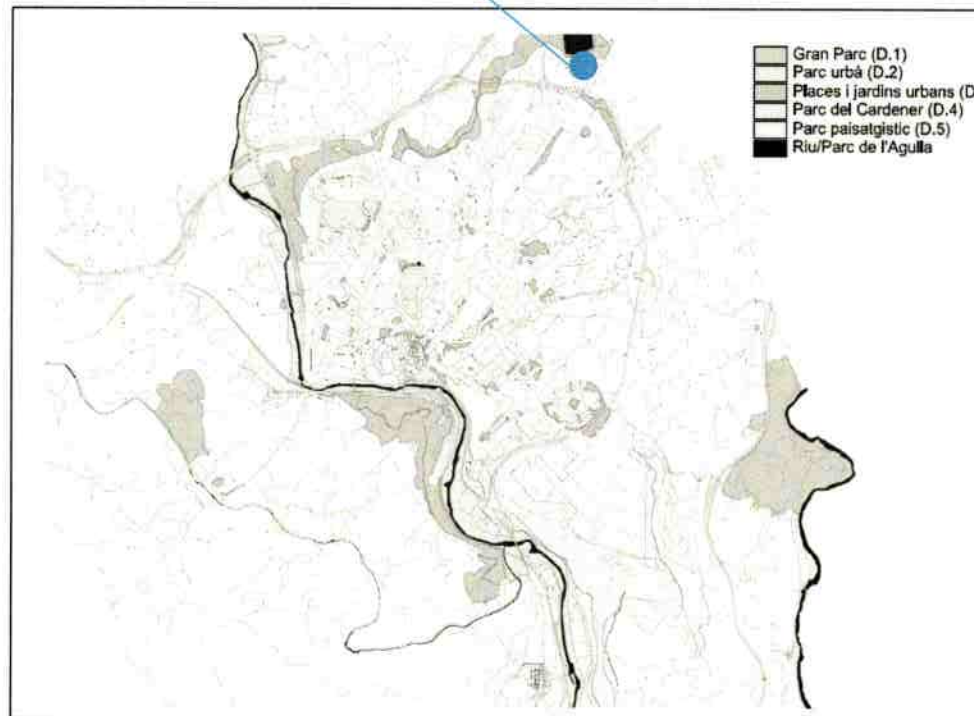 Gran Parc (D.1)
Parc urbà (D.2)
Places i jardins urbans (D
Parc del Cardener (D.4)
Parc paisatgistic (D.5)
Riu/Parc de l'Agulla